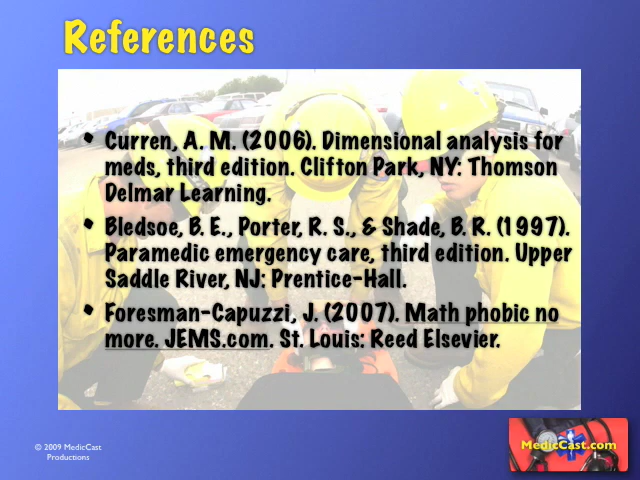 References
• Curren, A. M. (2006). Dimensional analysis for
meds, third edition. Clifton Park, NY: Thomson
Delmar Learning.
• Bledsoe, B. E., Porter, R. S., & Shade, B. R. (1997).
Paramedic emergency care, third edition. Upper
Saddle River, NJ: Prentice-Hall.
• Foresman-Capuzzi, J. (2007). Math phobic no
more. JEMS.com. St. Louis: Reed Elsevier.
© 2009 MedicCast
Productions
MedicCast.com